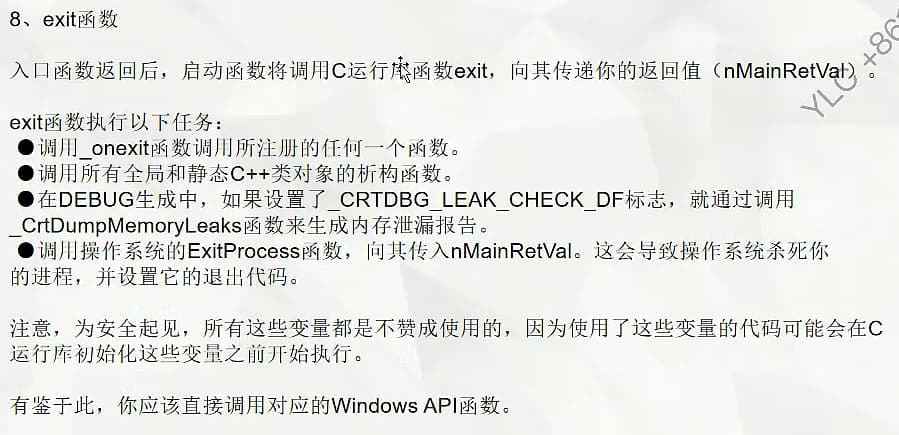 8、exit函数
入口函数返回后，启动函数将调用C运行库函数exit，向其传递你的返回值（nMainRetVal）。
exit函数执行以下任务：
●调用_onexit函数调用所注册的任何一个函数。
●调用所有全局和静态C++类对象的析构函数。
●在DEBUG生成中，如果设置了_CRTDBG_LEAK_CHECK_DF标志，就通过调用
_CrtDumpMemoryLeaks函数来生成内存泄漏报告。
●调用操作系统的ExitProcess函数，向其传入nMainRetVal。这会导致操作系统杀死你
的进程，并设置它的退出代码。
注意，为安全起见，所有这些变量都是不赞成使用的，因为使用了这些变量的代码可能会在C
运行库初始化这些变量之前开始执行。
有鉴于此，你应该直接调用对应的Windows API函数。
YLC +86